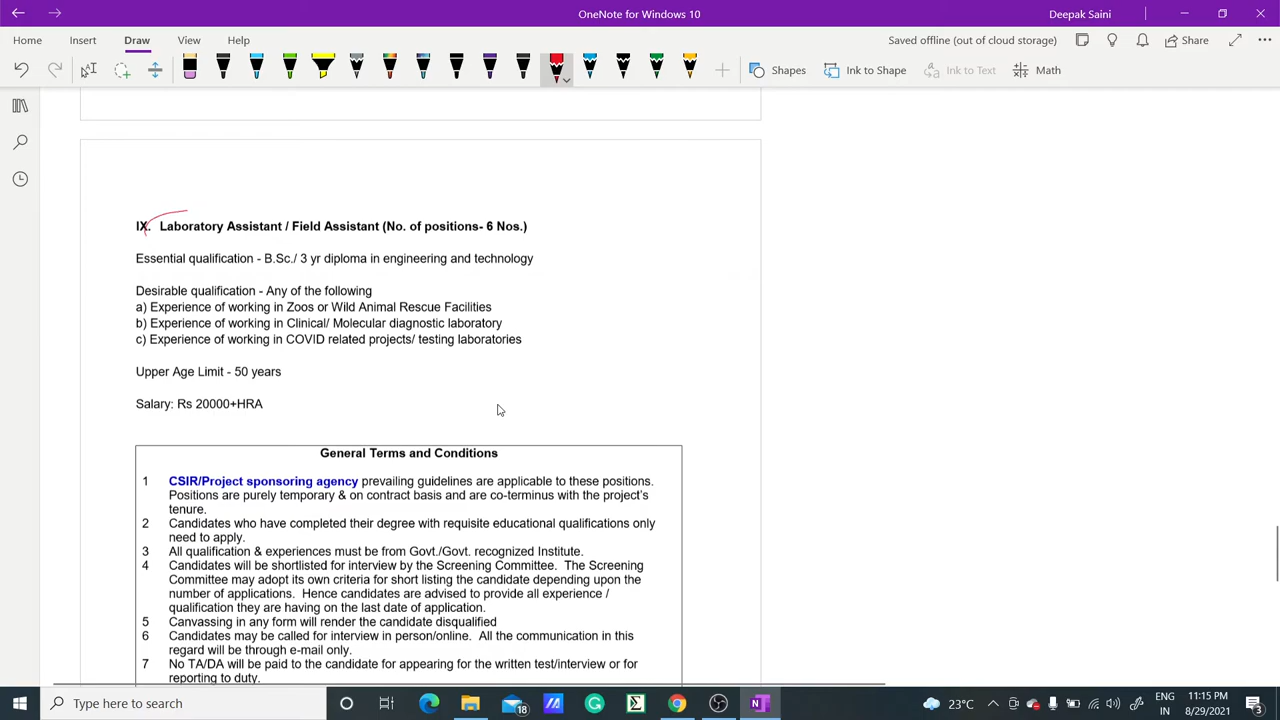 OneNote for Windows 10
Deepak Saini
Home Insert Draw View Help
Saved offline (out of cloud storage)
Share
Shapes
Ink to Shape
Ink to Text
Math
IX. Laboratory Assistant / Field Assistant (No. of positions- 6 Nos.)
Essential qualification - B.Sc./ 3 yr diploma in engineering and technology
Desirable qualification - Any of the following
a) Experience of working in Zoos or Wild Animal Rescue Facilities
b) Experience of working in Clinical/ Molecular diagnostic laboratory
c) Experience of working in COVID related projects/ testing laboratories
Upper Age Limit - 50 years
Salary: Rs 20000+HRA
General Terms and Conditions
1 CSIR/Project sponsoring agency prevailing guidelines are applicable to these positions.
Positions are purely temporary & on contract basis and are co-terminus with the project's
tenure.
2 Candidates who have completed their degree with requisite educational qualifications only
need to apply.
3 All qualification & experiences must be from Govt./Govt. recognized Institute.
4 Candidates will be shortlisted for interview by the Screening Committee. The Screening
Committee may adopt its own criteria for short listing the candidate depending upon the
number of applications. Hence candidates are advised to provide all experience /
qualification they are having on the last date of application.
5 Canvassing in any form will render the candidate disqualified
6 Candidates may be called for interview in person/online. All the communication in this
regard will be through e-mail only.
7 No TA/DA will be paid to the candidate for appearing for the written test/interview or for
reporting to duty.
Type here to search
18
23°C
ENG
IN
11:15 PM
8/29/2021
3